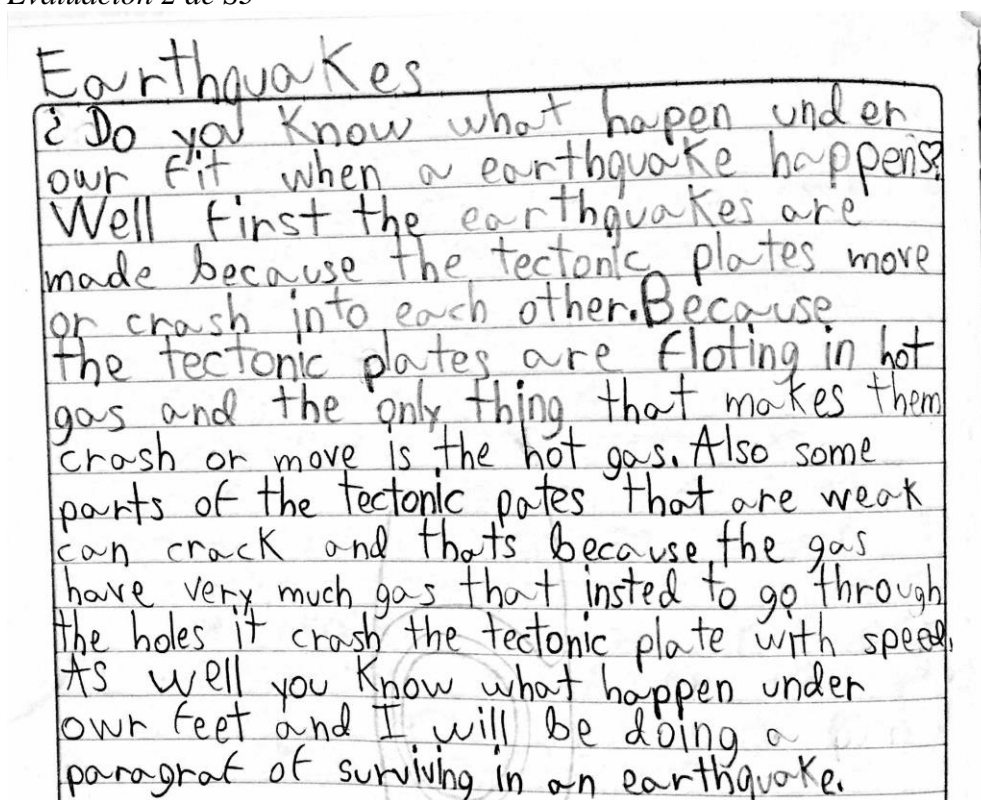 Evaluación 2 de S5
Earthquakes
¿Do you Know what hapen under
owr fit when a earthquake happens?
Well first the earthquakes are
made because the tectonic plates move
or crash into each other. Because
the tectonic plates are floting in hot
gas and the only thing that makes them
crash or move is the hot gas. Also some
parts of the tectonic pates that are weak
can crack and thats because the gas
have very much gas that insted to go through
the holes it crash the tectonic plate with speed.
As well you Know what happen under
owr feet and I will be doing a
paragraf of surviving in an earthquake.